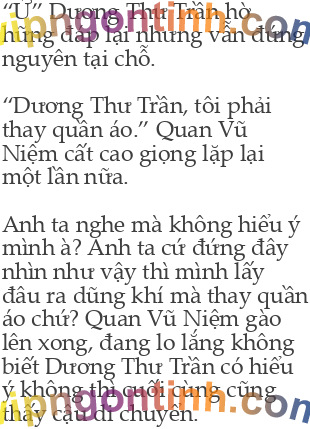 “Ừ” Dương Thư Trần hờ
hững đáp lại nhưng vẫn đứng
nguyên tại chỗ.
“Dương Thư Trần, tôi phải
thay quần áo.” Quan Vũ
Niệm cất cao giọng lặp lại
một lần nữa.
Anh ta nghe mà không hiểu ý
mình à? Anh ta cứ đứng đây
nhìn như vậy thì mình lấy
đâu ra dũng khí mà thay quần
áo chứ? Quan Vũ Niệm gào
lên xong, đang lo lắng không
biết Dương Thư Trần có hiểu
ý không thì cuối cùng cũng
thấy cậu di chuyển.
vipngontinh.com
vipngontinh.com